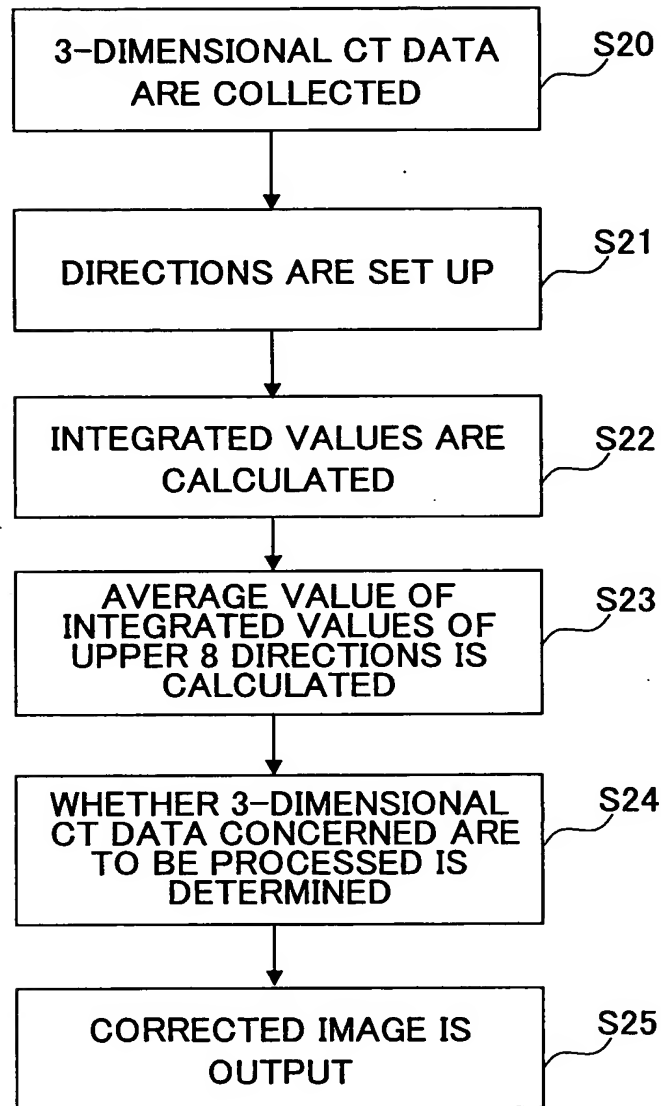 3-DIMENSIONAL CT DATA
ARE COLLECTED
S20
DIRECTIONS ARE SET UP
S21
INTEGRATED VALUES ARE
CALCULATED
S22
AVERAGE VALUE OF
INTEGRATED VALUES OF
UPPER 8 DIRECTIONS IS
CALCULATED
S23
WHETHER 3-DIMENSIONAL
CT DATA CONCERNED ARE
TO BE PROCESSED IS
DETERMINED
S24
CORRECTED IMAGE IS
OUTPUT
S25